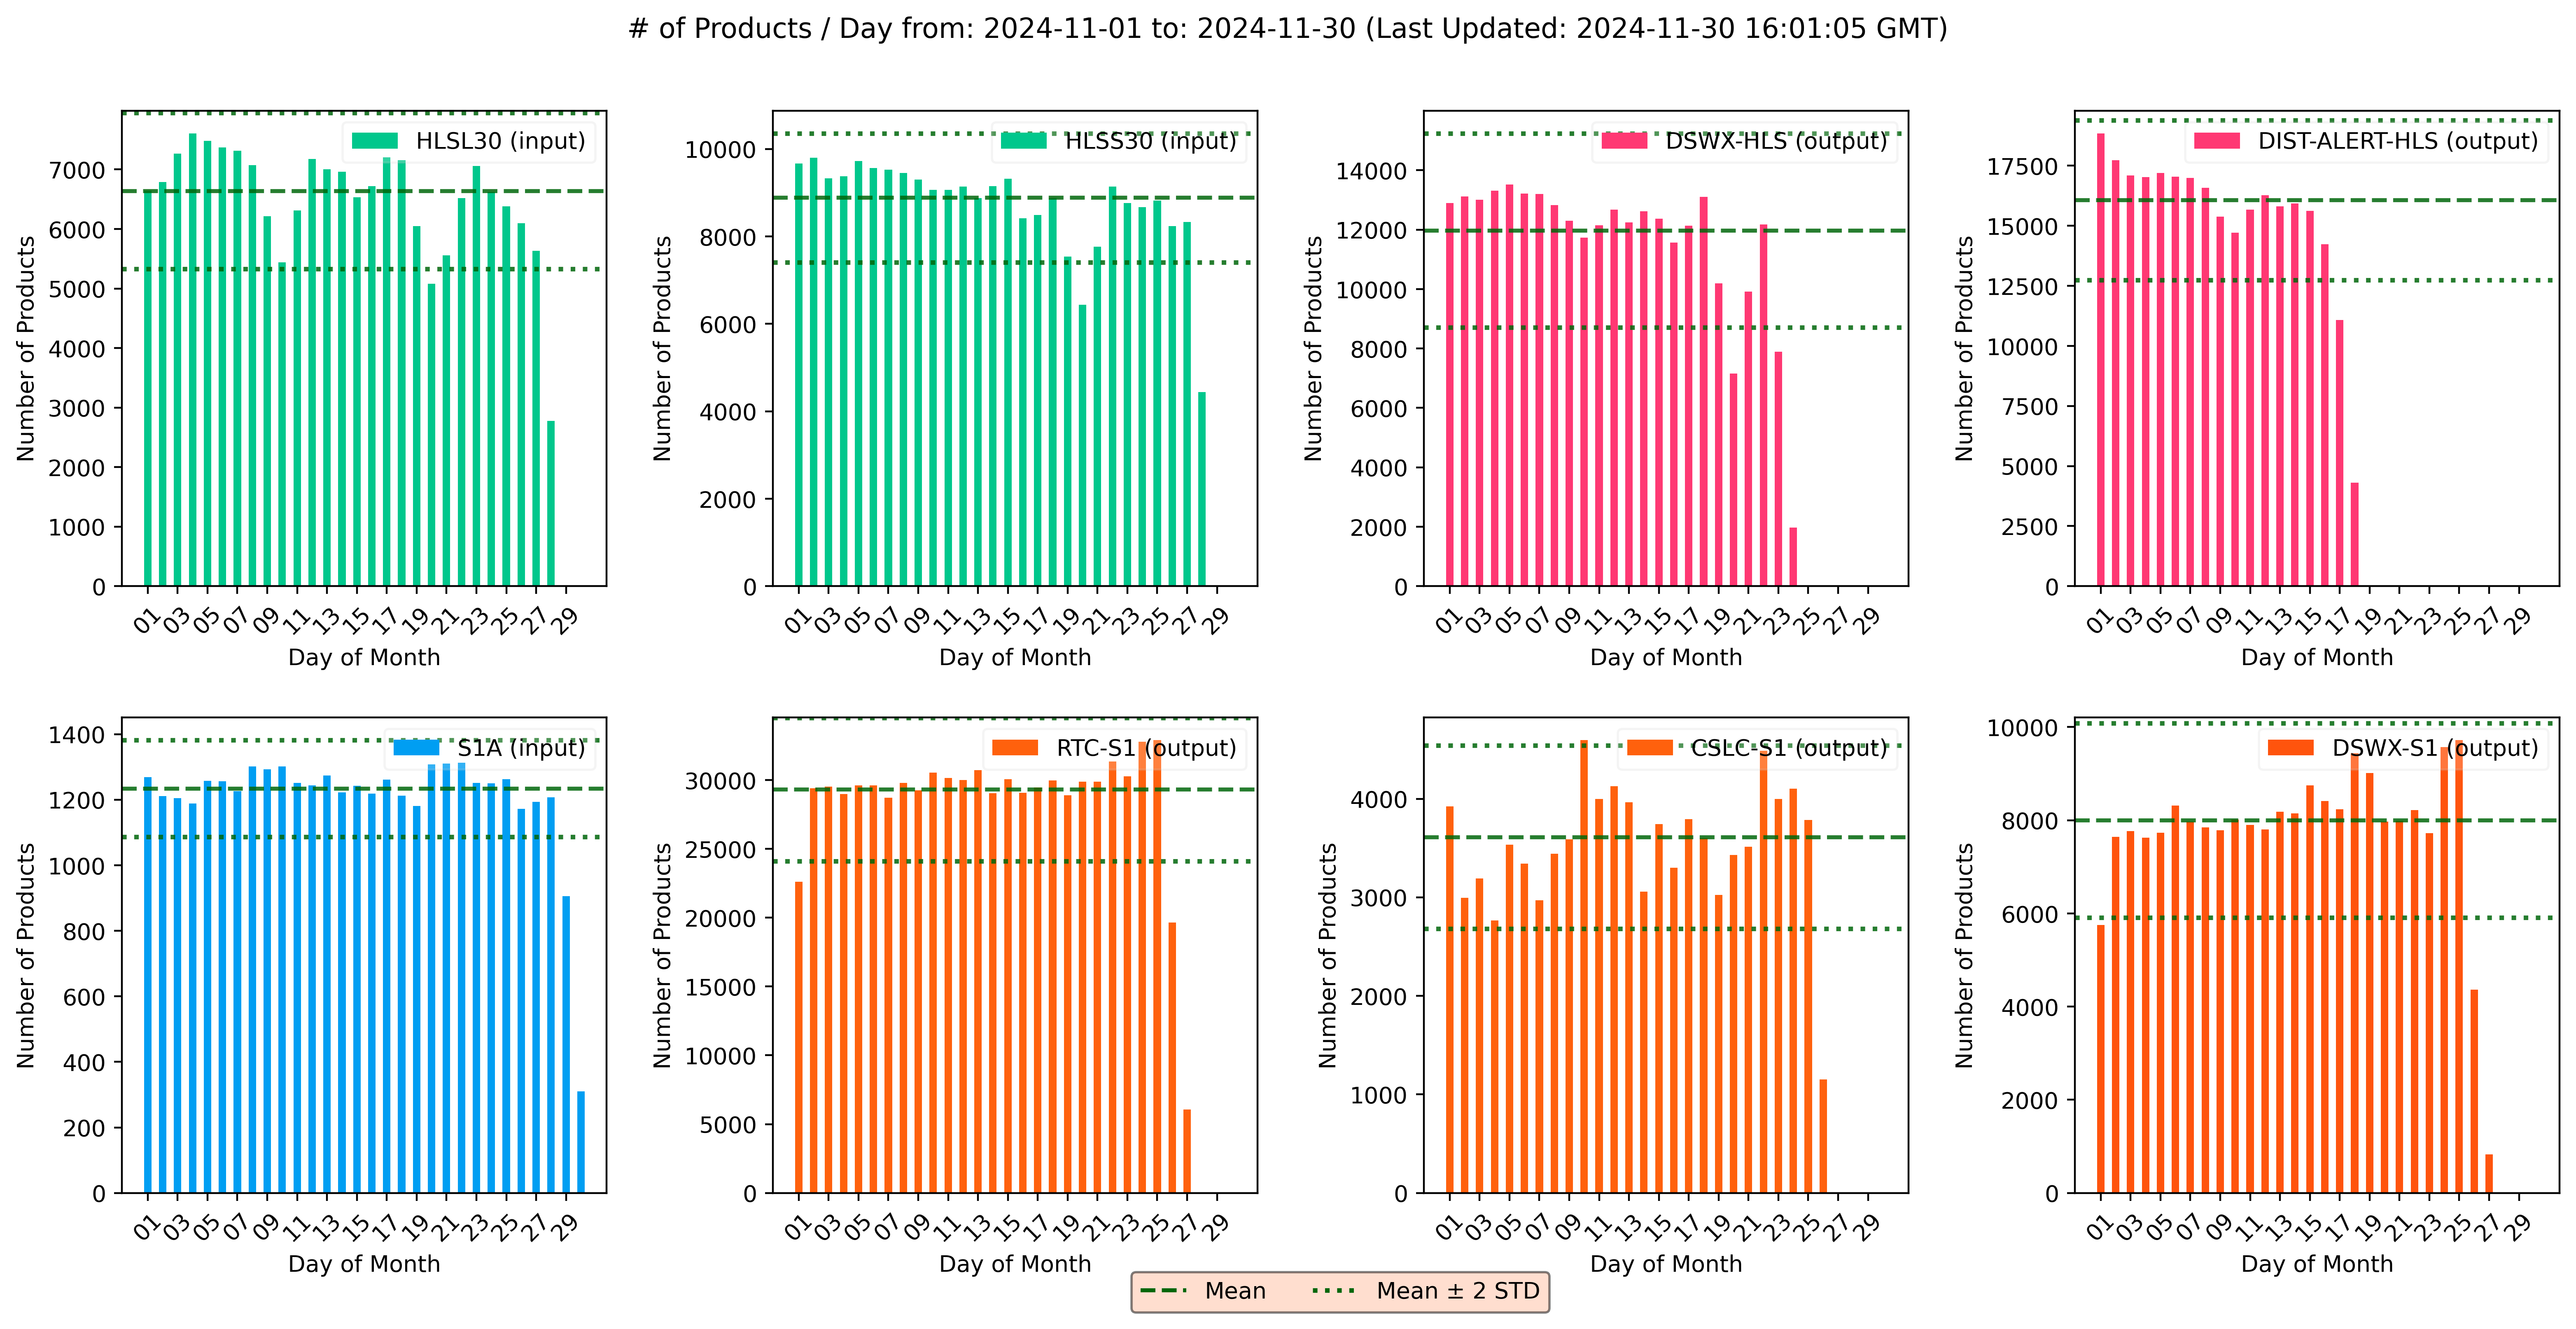 # of Products / Day from: 2024-11-01 to: 2024-11-30 (Last Updated: 2024-11-30 16:01:05 GMT)
HLSL30 (input)
Number of Products
7000
6000
5000
4000
3000
2000
1000
0
01 03 05 07 09 11 13 15 17 19 21 23 25 27 29
Day of Month
HLSS30 (input)
Number of Products
10000
8000
6000
4000
2000
0
01 03 05 07 09 11 13 15 17 19 21 23 25 27 29
Day of Month
DSWX-HLS (output)
Number of Products
14000
12000
10000
8000
6000
4000
2000
0
01 03 05 07 09 11 13 15 17 19 21 23 25 27 29
Day of Month
DIST-ALERT-HLS (output)
Number of Products
17500
15000
12500
10000
7500
5000
2500
0
01 03 05 07 09 11 13 15 17 19 21 23 25 27 29
Day of Month
S1A (input)
Number of Products
1400
1200
1000
800
600
400
200
0
01 03 05 07 09 11 13 15 17 19 21 23 25 27 29
Day of Month
RTC-S1 (output)
Number of Products
30000
25000
20000
15000
10000
5000
0
01 03 05 07 09 11 13 15 17 19 21 23 25 27 29
Day of Month
CSLC-S1 (output)
Number of Products
4000
3000
2000
1000
0
01 03 05 07 09 11 13 15 17 19 21 23 25 27 29
Day of Month
DSWX-S1 (output)
Number of Products
10000
8000
6000
4000
2000
0
01 03 05 07 09 11 13 15 17 19 21 23 25 27 29
Day of Month
Mean
Mean ± 2 STD